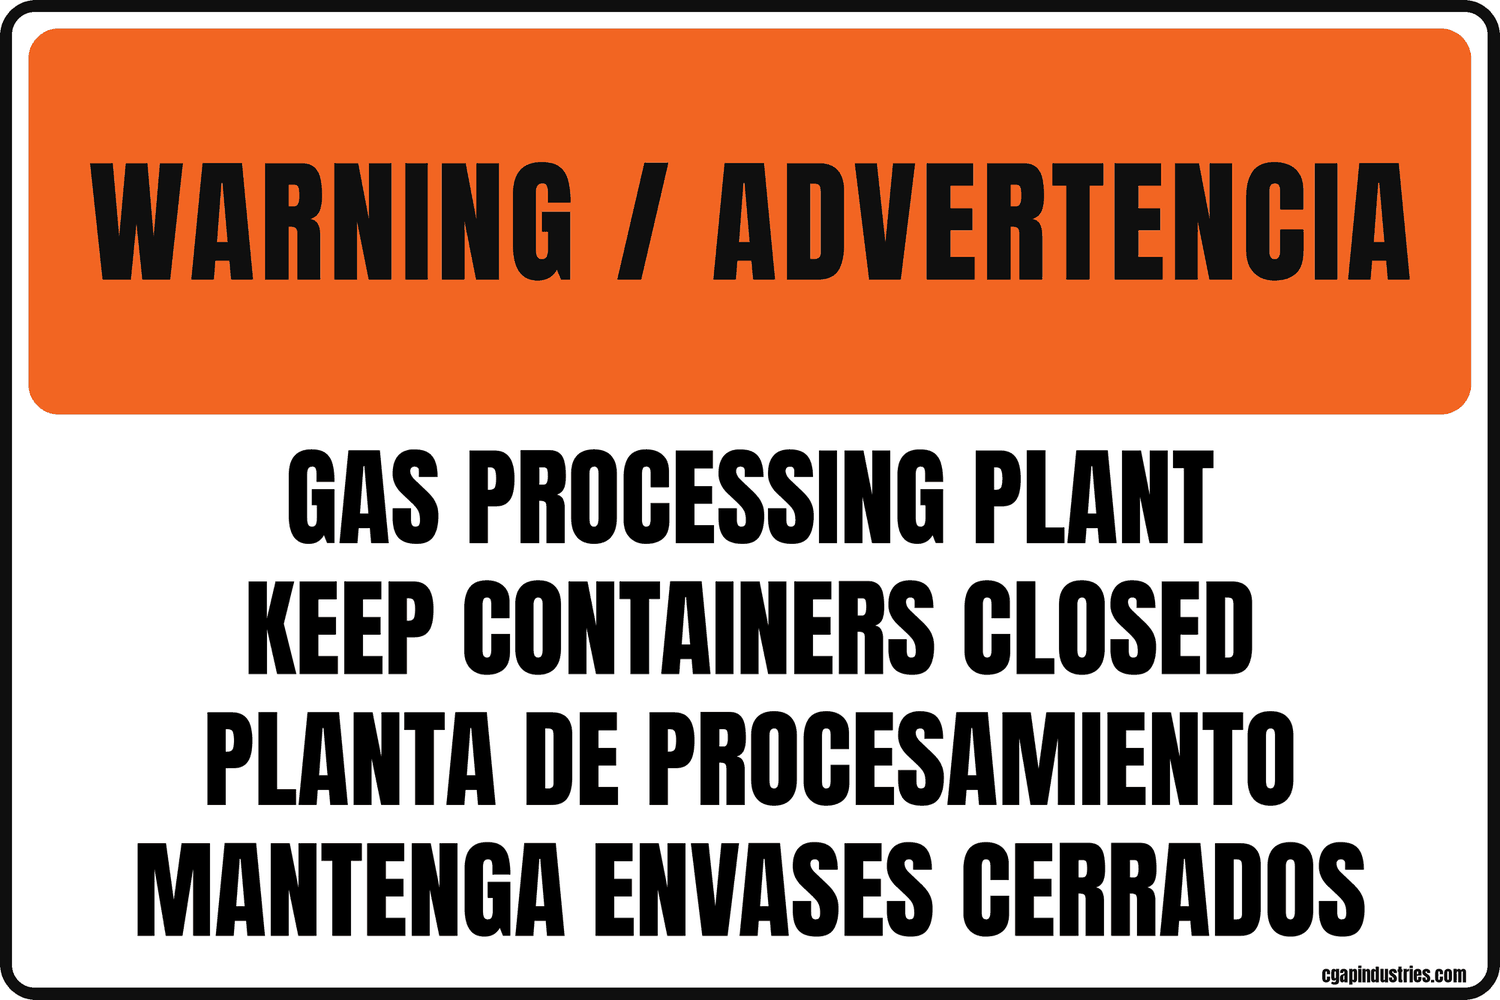 WARNING / ADVERTENCIA
GAS PROCESSING PLANT
KEEP CONTAINERS CLOSED
PLANTA DE PROCESAMIENTO
MANTENGA ENVASES CERRADOS
cgapindustries.com